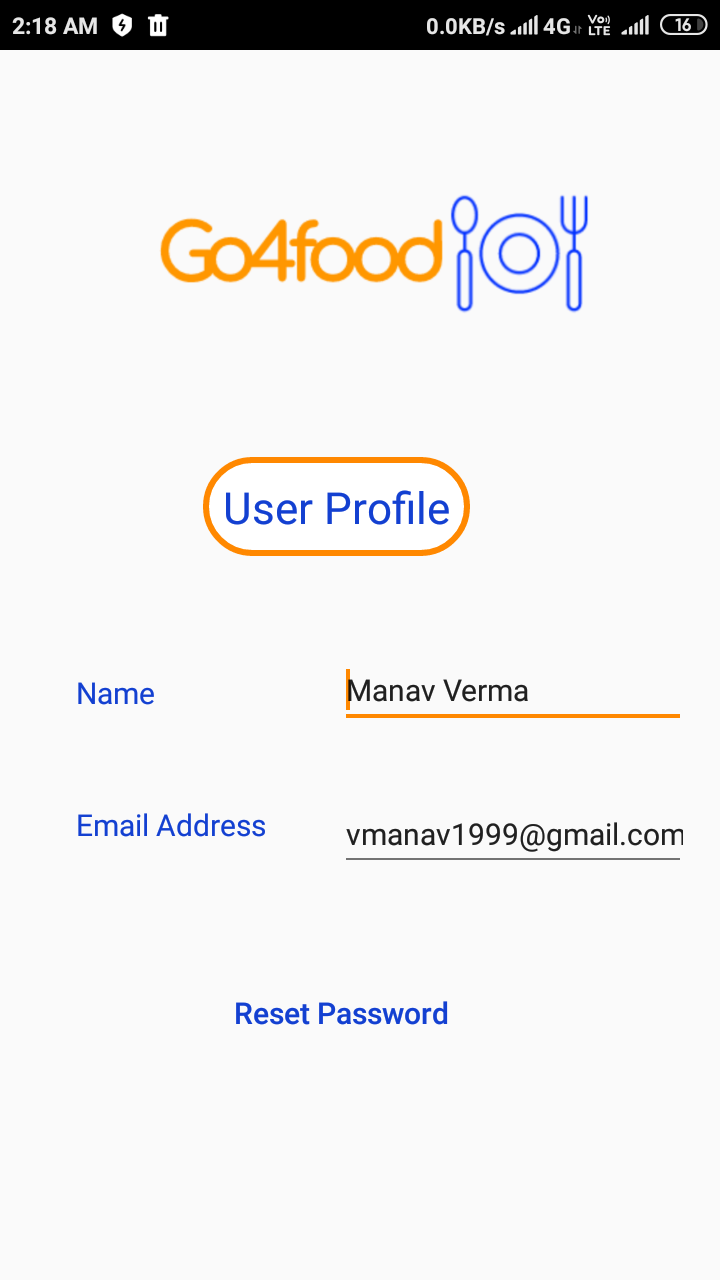 2:18 AM 0.0KB/s 4G Vo) LTE 16
Go4food
User Profile
Name Manav Verma
Email Address vmanav1999@gmail.com
Reset Password